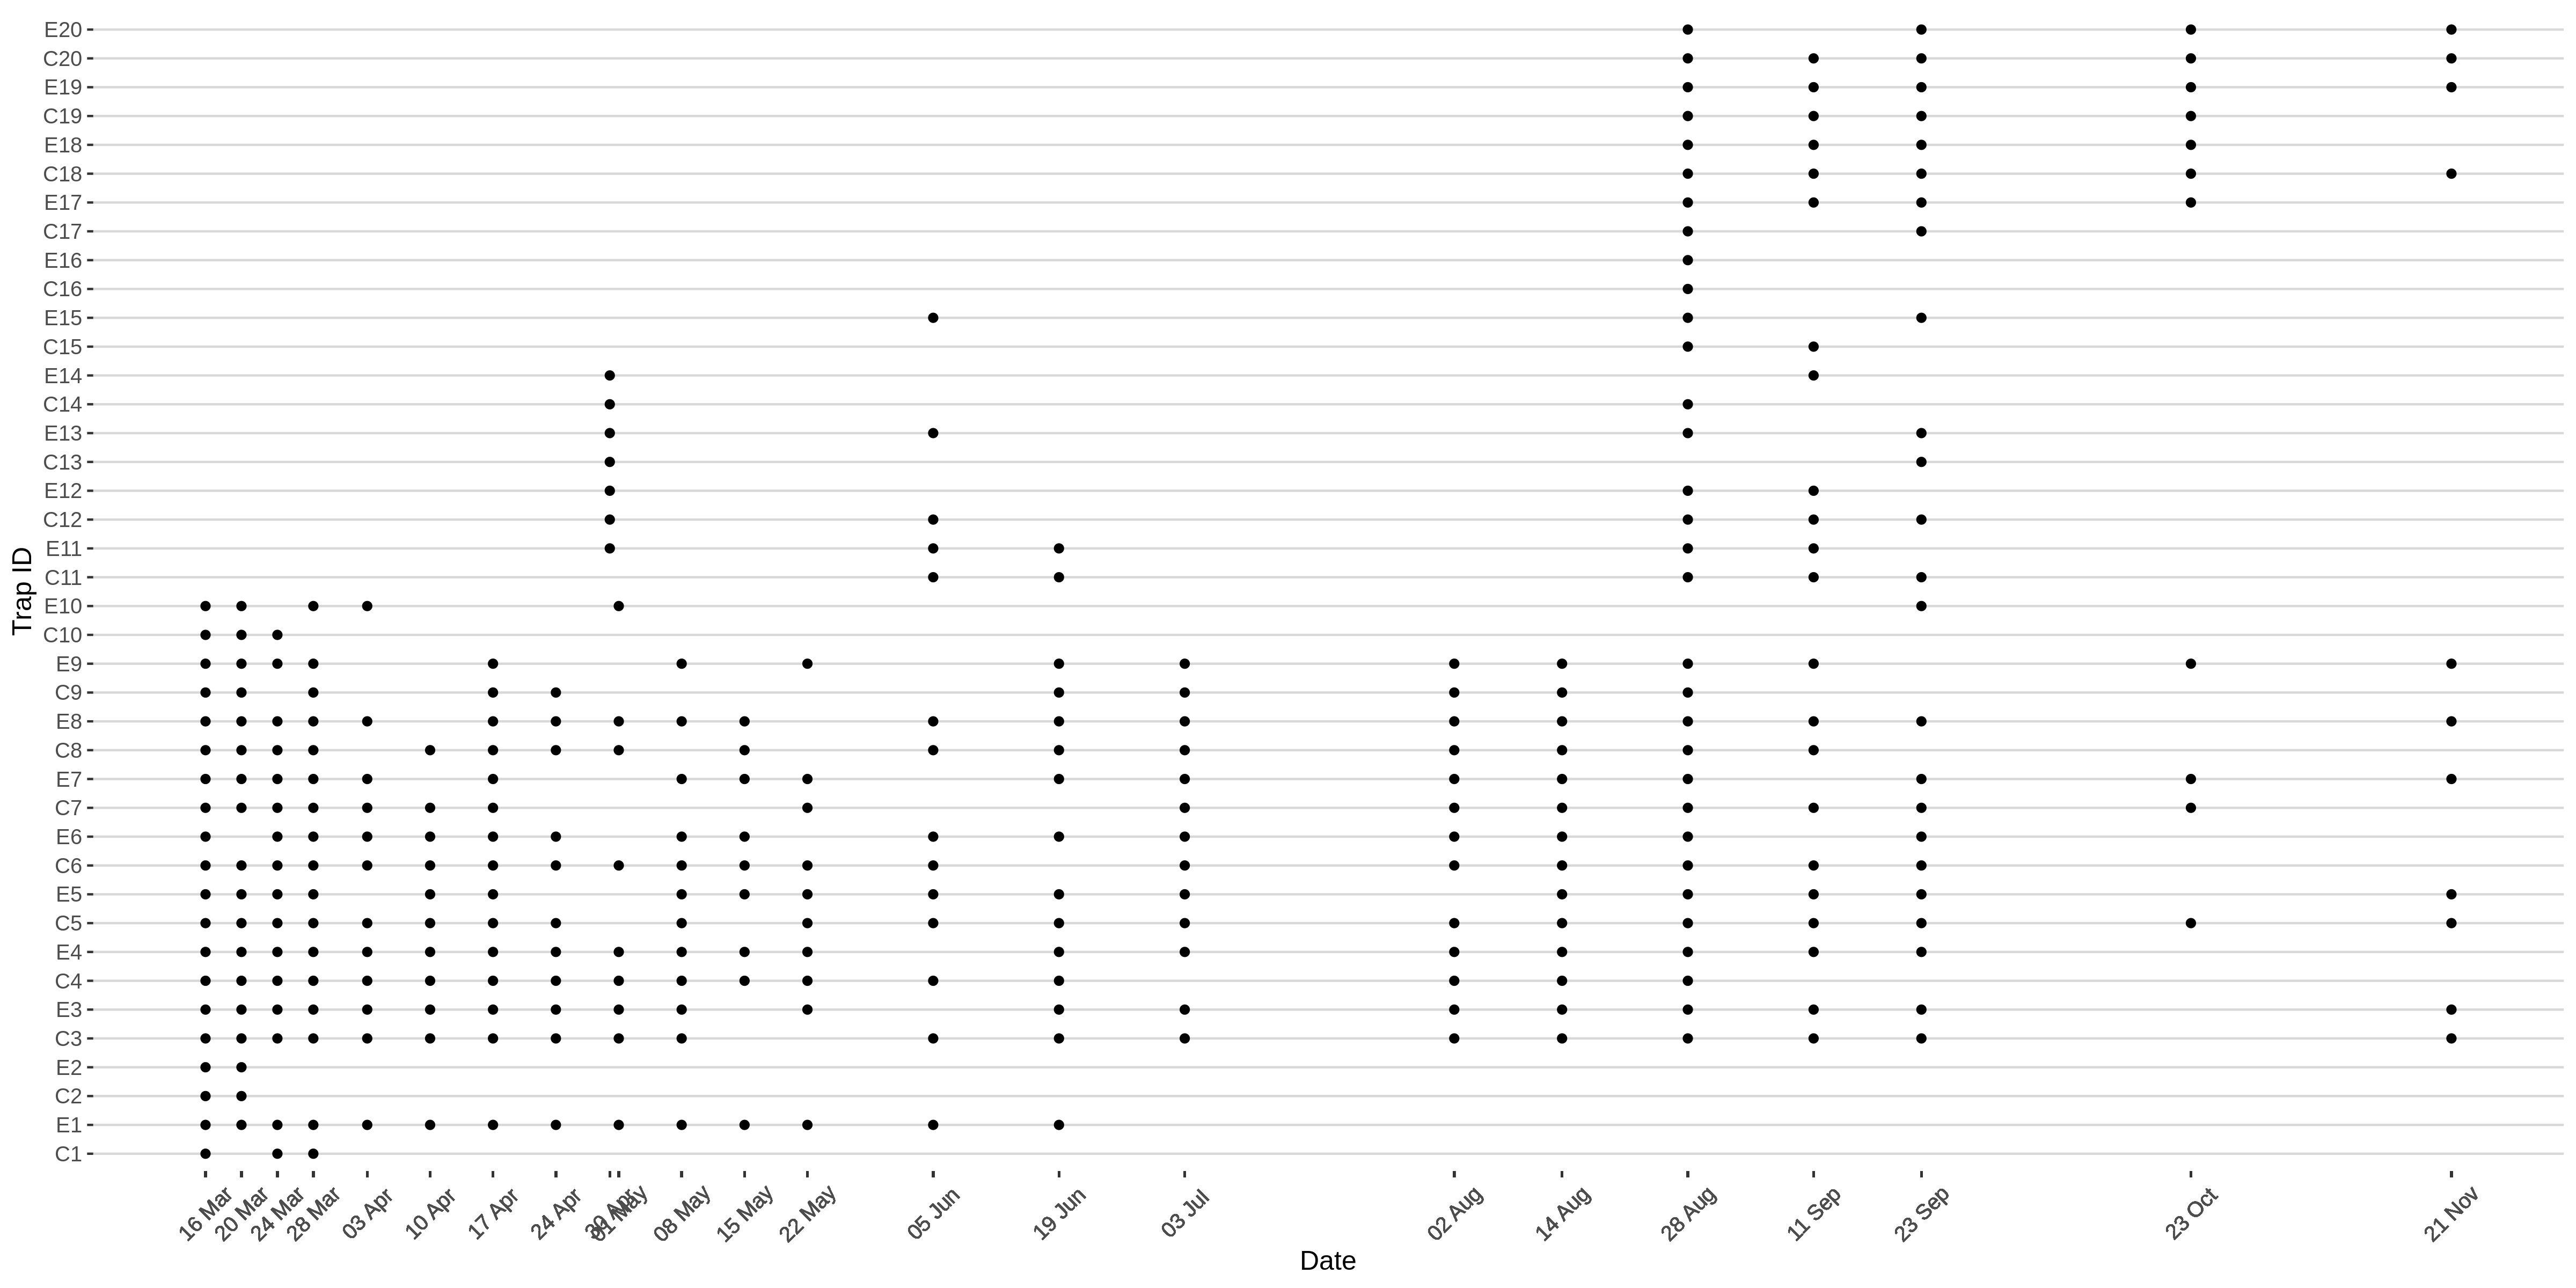 E20
C20
E19
C19
E18
C18
E17
C17
E16
C16
E15
C15
E14
C14
E13
C13
E12
C12
E11
C11
E10
C10
E9
C9
E8
C8
E7
C7
E6
C6
E5
C5
E4
C4
E3
C3
E2
C2
E1
C1
Trap ID
16 Mar
20 Mar
24 Mar
28 Mar
03 Apr
10 Apr
17 Apr
24 Apr
30 Apr
01 May
08 May
15 May
22 May
05 Jun
19 Jun
03 Jul
02 Aug
14 Aug
28 Aug
11 Sep
23 Sep
23 Oct
21 Nov
Date